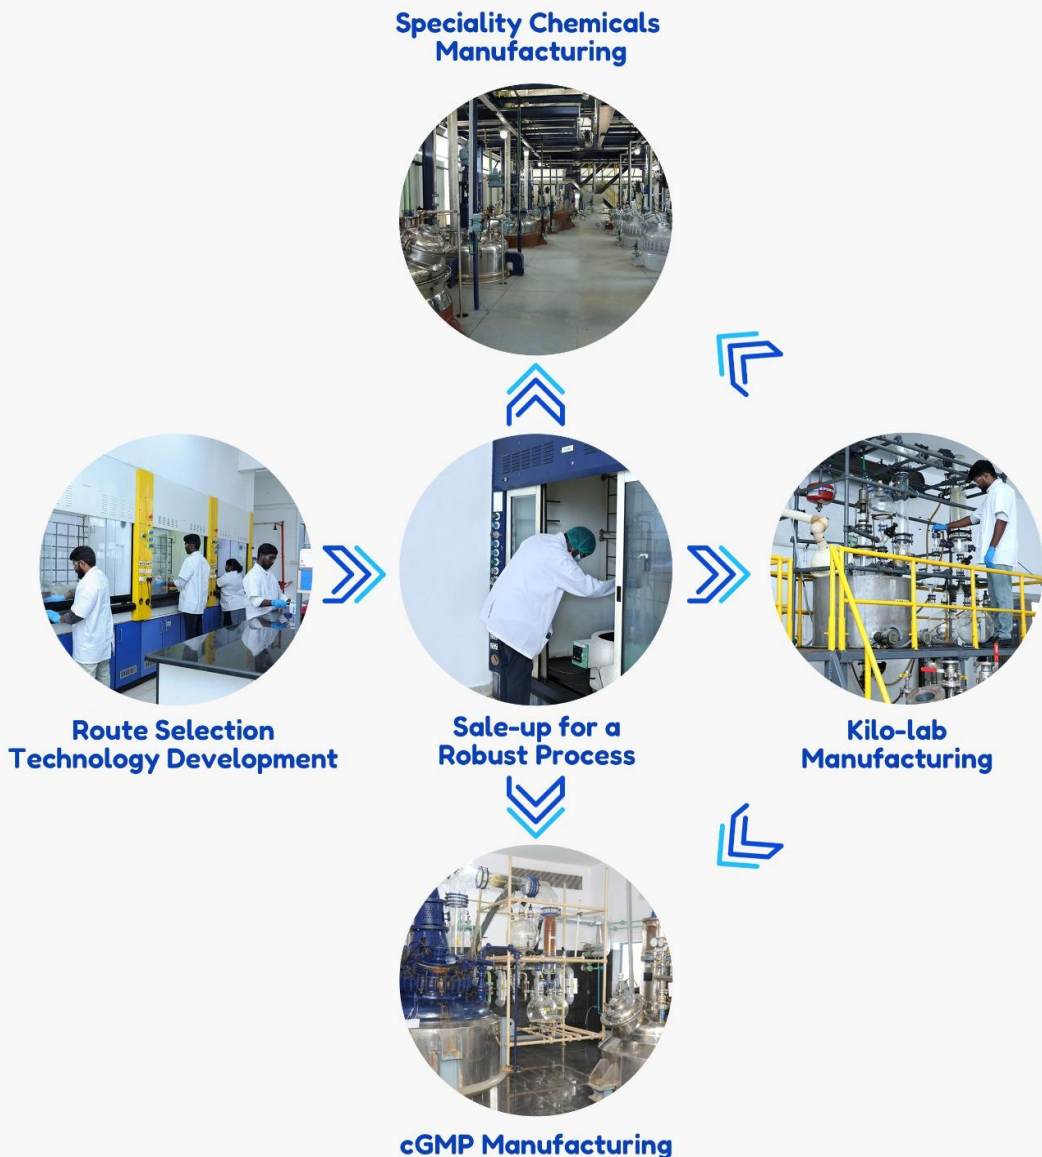 Speciality Chemicals
Manufacturing
Route Selection
Technology Development
Sale-up for a
Robust Process
Kilo-lab
Manufacturing
cGMP Manufacturing